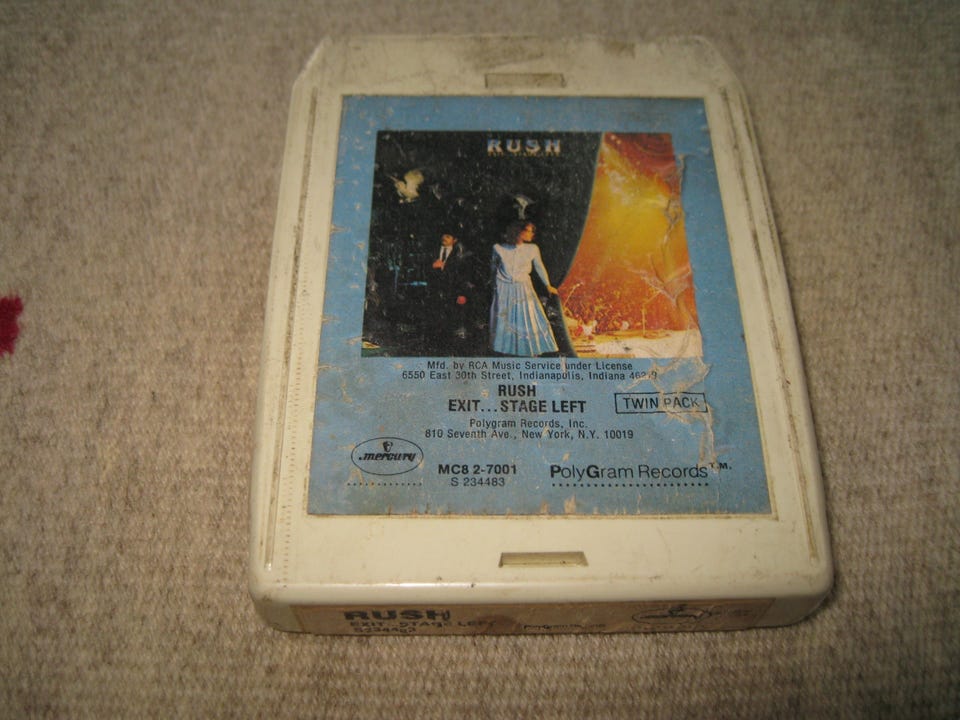 RUSH
Mfd. by RCA Music Service under License
6550 East 30th Street, Indianapolis, Indiana
RUSH
EXIT...STAGE LEFT
TWIN PACK
Polygram Records, Inc.
810 Seventh Ave., New York, N.Y. 10019
mercury
MC8 2-7001
S 234483
PolyGram Records T.M.
RUSH
EXIT...STAGE LEFT
S234483